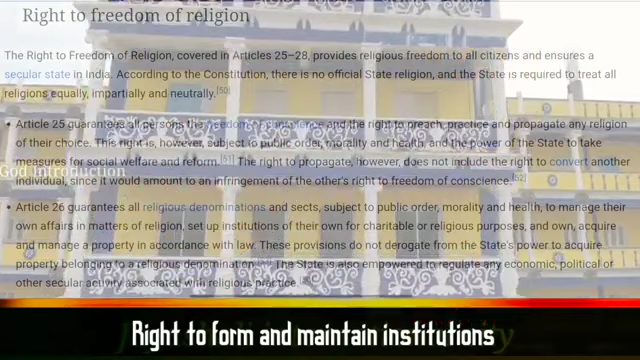 Right to freedom of religion
The Right to Freedom of Religion, covered in Articles 25–28, provides religious freedom to all citizens and ensures a
secular state in India. According to the Constitution, there is no official State religion, and the State is required to treat all
religions equally, impartially and neutrally.[50]
• Article 25 guarantees all persons the freedom of conscience and the right to preach, practice and propagate any religion
of their choice. This right is, however, subject to public order, morality and health, and the power of the State to take
measures for social welfare and reform.[51] The right to propagate, however, does not include the right to convert another
God Introduction
individual, since it would amount to an infringement of the other's right to freedom of conscience.[52]
• Article 26 guarantees all religious denominations and sects, subject to public order, morality and health, to manage their
own affairs in matters of religion, set up institutions of their own for charitable or religious purposes, and own, acquire
and manage a property in accordance with law. These provisions do not derogate from the State's power to acquire
property belonging to a religious denomination. The State is also empowered to regulate any economic, political or
other secular activity associated with religious practice.
Right to form and maintain institutions